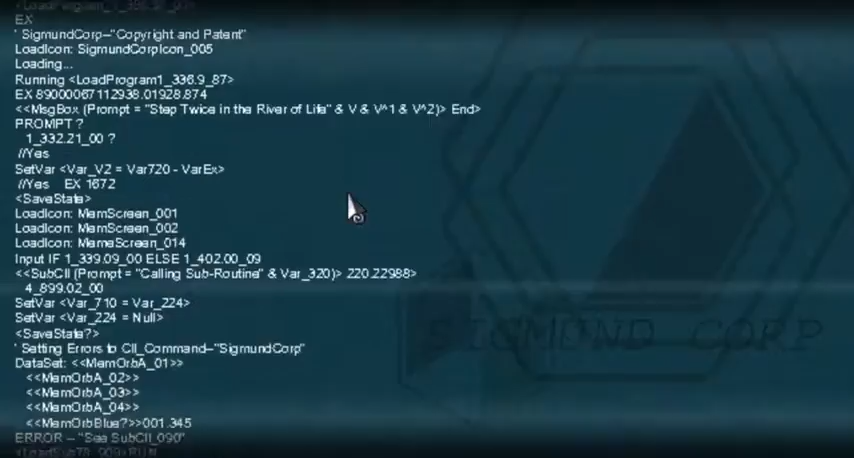 EX
' SigmundCorp--"Copyright and Patent"
LoadIcon: SigmundCorpIcon_005
Loading...
Running <LoadProgram1_336.9_87>
EX 89000067112938.01928.874
<<MsgBox (Prompt = "Step Twice in the River of Life" & V & V^1 & V^2)> End>
PROMPT ?
1_332.21_00 ?
//Yes
SetVar <Var_V2 = Var720 - VarEx>
//Yes EX 1672
<SaveState>
LoadIcon: MemScreen_001
LoadIcon: MemScreen_002
LoadIcon: MemeScreen_014
Input IF 1_339.09_00 ELSE 1_402.00_09
<<SubCll (Prompt = "Calling Sub-Routine" & Var_320)> 220.22988>
4_899.02_00
SetVar <Var_710 = Var_224>
SetVar <Var_224 = Null>
<SaveState?>
' Setting Errors to Cll_Command--"SigmundCorp"
DataSet: <<MemOrbA_01>>
<<MemOrbA_02>>
<<MemOrbA_03>>
<<MemOrbA_04>>
<<MemOrbBlue?>>001.345
ERROR -- "See SubCll_090"
SIGMUND CORP